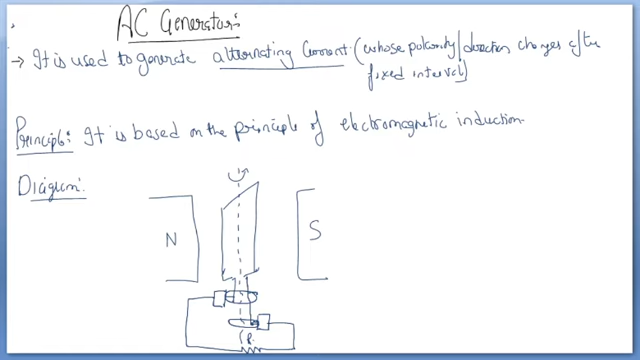 AC Generator:
→ It is used to generate alternating current (whose polarity/direction changes after
fixed interval)
Principle: It is based on the principle of electromagnetic induction.
Diagram:
N
S
R